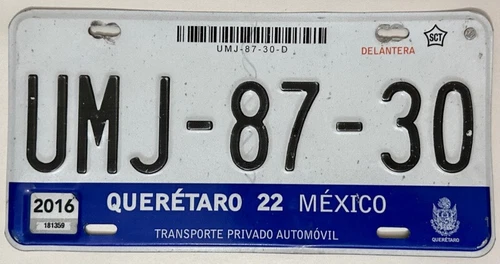 UMJ-87-30-D
DELANTERA
SCT
UMJ-87-30
2016
181359
QUERÉTARO 22 MÉXICO
TRANSPORTE PRIVADO AUTOMÓVIL
QUERÉTARO